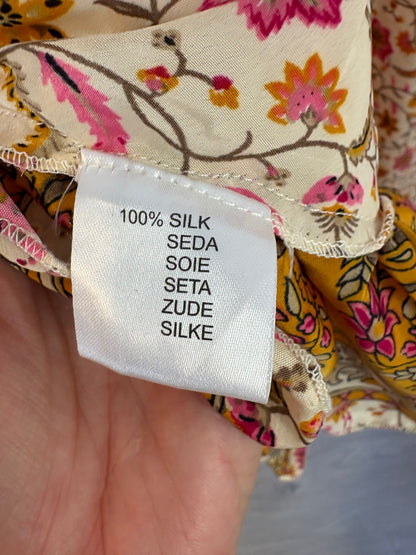 100% SILK
SEDA
SOIE
SETA
ZUDE
SILKE